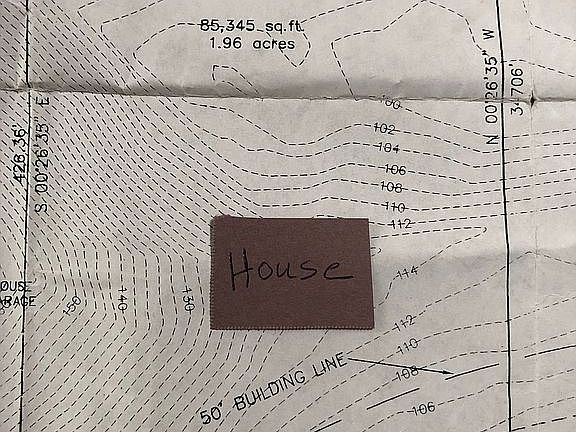 85,345 sq.ft.
1.96 acres
N 00°26'35" W
426.36'
S 00°26'35" E
100
102
104
106
108
110
112
House
114
150
140
130
112
110
108
106
50' BUILDING LINE